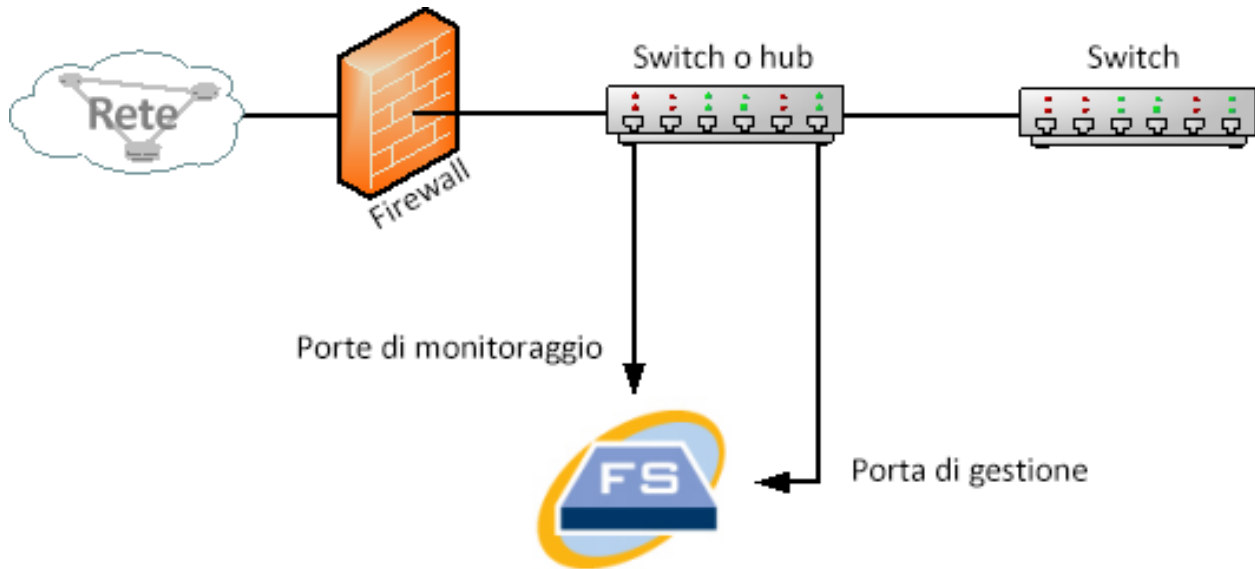 Switch o hub
Switch
Rete
Firewall
Porte di monitoraggio
FS
Porta di gestione